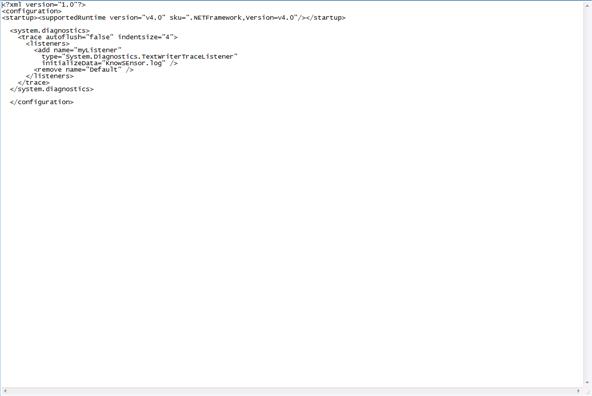 <?xml version="1.0"?>
<configuration>
<startup><supportedRuntime version="v4.0" sku=".NETFramework,Version=v4.0"/></startup>
<system.diagnostics>
<trace autoflush="false" indentsize="4">
<listeners>
<add name="myListener"
type="System.Diagnostics.TextWriterTraceListener"
initializeData="KnowSEnsor.log" />
<remove name="Default" />
</listeners>
</trace>
</system.diagnostics>
</configuration>